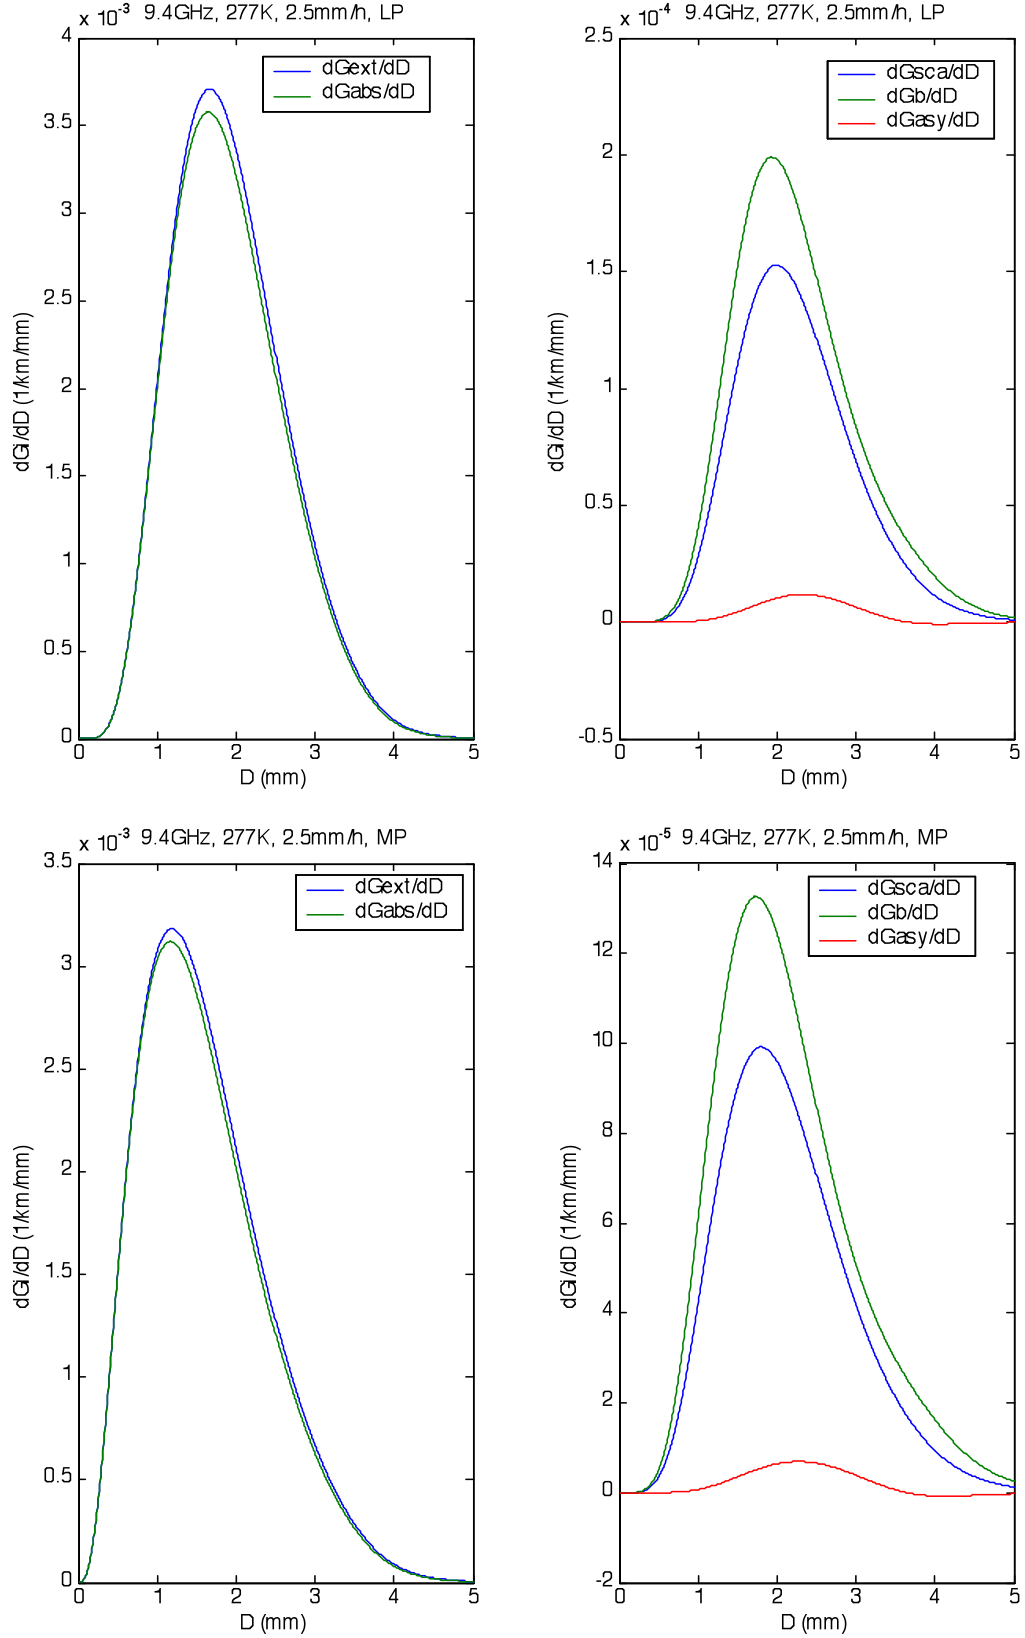 x 10-3 9.4GHz, 277K, 2.5mm/h, LP
4
3.5
3
2.5
2
1.5
1
0.5
0
dGext/dD
dGabs/dD
dGi/dD (1/km/mm)
0 1 2 3 4 5
D (mm)
x 10-4 9.4GHz, 277K, 2.5mm/h, LP
2.5
2
1.5
1
0.5
0
-0.5
dGsca/dD
dGb/dD
dGasy/dD
dGi/dD (1/km/mm)
0 1 2 3 4 5
D (mm)
x 10-3 9.4GHz, 277K, 2.5mm/h, MP
3.5
3
2.5
2
1.5
1
0.5
0
dGext/dD
dGabs/dD
dGi/dD (1/km/mm)
0 1 2 3 4 5
D (mm)
x 10-5 9.4GHz, 277K, 2.5mm/h, MP
14
12
10
8
6
4
2
0
-2
dGsca/dD
dGb/dD
dGasy/dD
dGi/dD (1/km/mm)
0 1 2 3 4 5
D (mm)